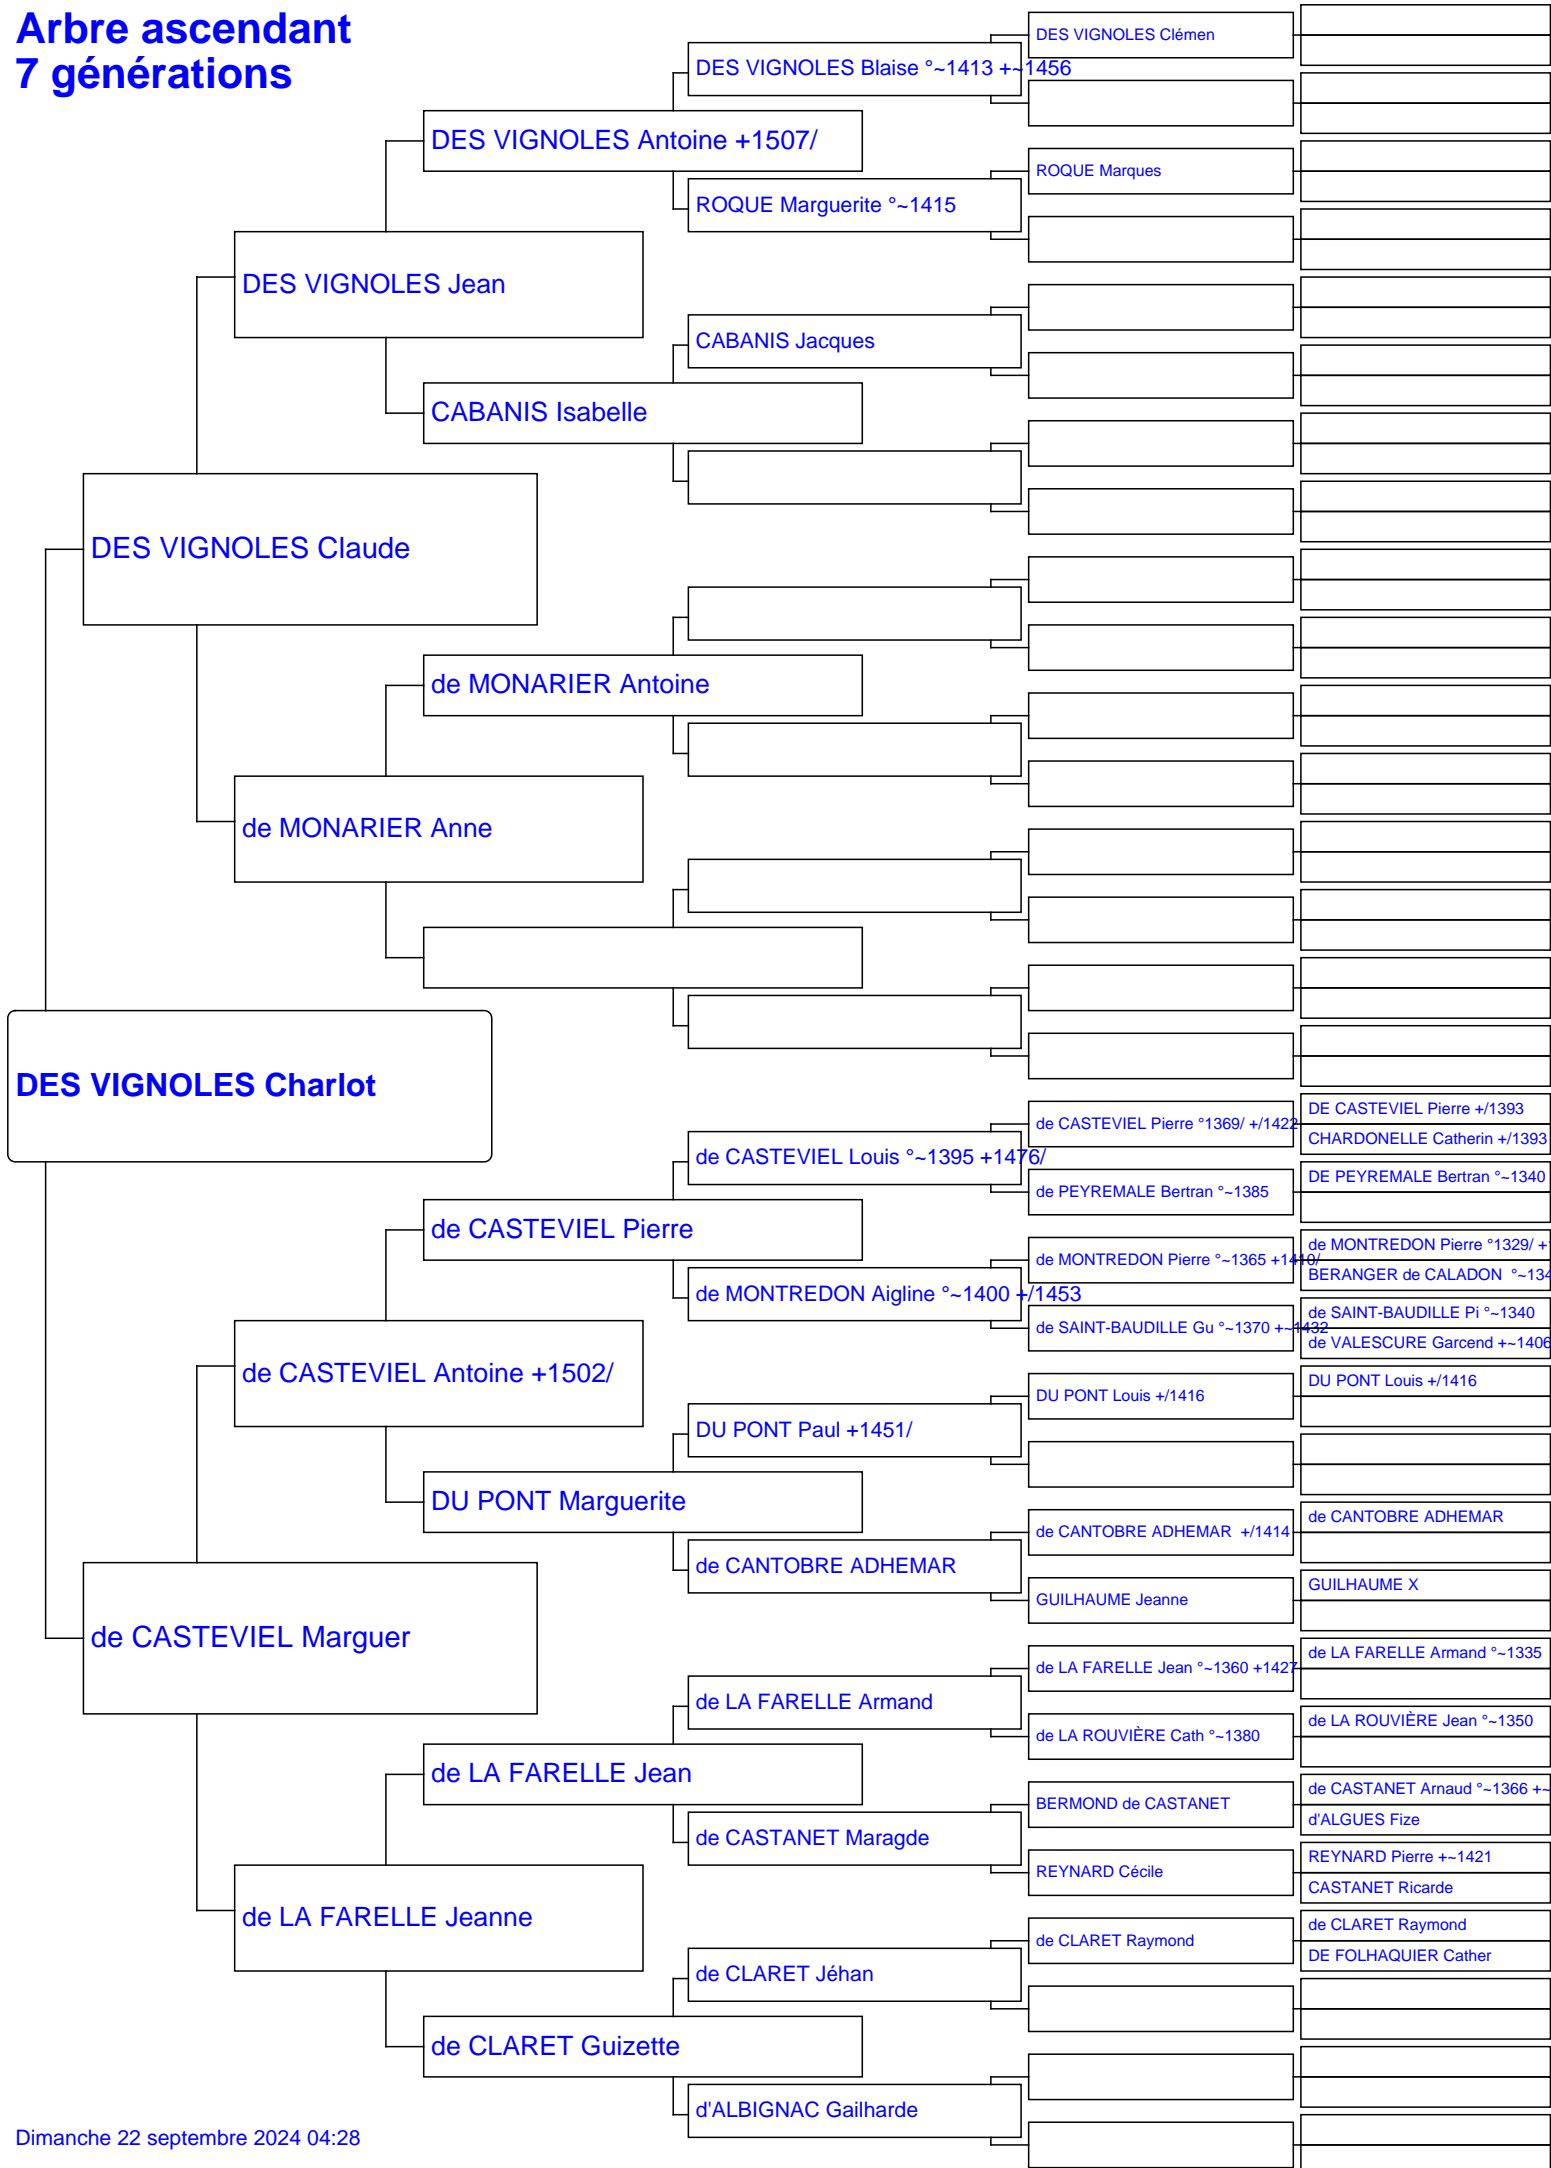 Arbre ascendant
7 générations
DES VIGNOLES Charlot
DES VIGNOLES Claude
de CASTEVIEL Marguer
DES VIGNOLES Jean
de MONARIER Anne
de CASTEVIEL Antoine +1502/
de LA FARELLE Jeanne
DES VIGNOLES Antoine +1507/
CABANIS Isabelle
de MONARIER Antoine
de CASTEVIEL Pierre
DU PONT Marguerite
de LA FARELLE Jean
de CLARET Guizette
DES VIGNOLES Blaise °~1413 +~1456
ROQUE Marguerite °~1415
CABANIS Jacques
de CASTEVIEL Louis °~1395 +1476/
de MONTREDON Aigline °~1400 +/1453
DU PONT Paul +1451/
de CANTOBRE ADHEMAR
de LA FARELLE Armand
de CASTANET Maragde
de CLARET Jéhan
d'ALBIGNAC Gailharde
DES VIGNOLES Clémen
ROQUE Marques
de CASTEVIEL Pierre °1369/ +/1422
de PEYREMALE Bertran °~1385
de MONTREDON Pierre °~1365 +1410/
de SAINT-BAUDILLE Gu °~1370 +~1432
DU PONT Louis +/1416
de CANTOBRE ADHEMAR +/1414
GUILHAUME Jeanne
de LA FARELLE Jean °~1360 +1427
de LA ROUVIÈRE Cath °~1380
BERMOND de CASTANET
REYNARD Cécile
de CLARET Raymond
DE CASTEVIEL Pierre +/1393
CHARDONELLE Catherin +/1393
DE PEYREMALE Bertran °~1340
de MONTREDON Pierre °1329/ +
BERANGER de CALADON °~134
de SAINT-BAUDILLE Pi °~1340
de VALESCURE Garcend +~1406
DU PONT Louis +/1416
de CANTOBRE ADHEMAR
GUILHAUME X
de LA FARELLE Armand °~1335
de LA ROUVIÈRE Jean °~1350
de CASTANET Arnaud °~1366 +~
d'ALGUES Fize
REYNARD Pierre +~1421
CASTANET Ricarde
de CLARET Raymond
DE FOLHAQUIER Cather
Dimanche 22 septembre 2024 04:28